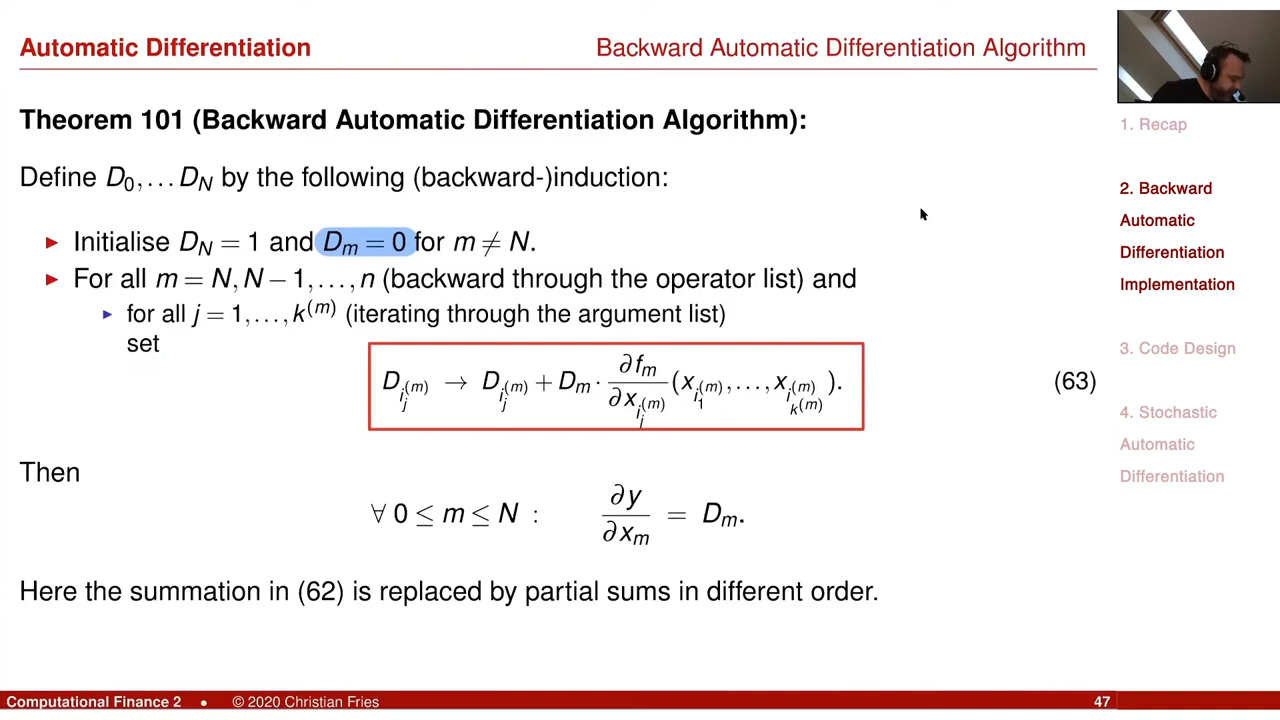 Automatic Differentiation
Backward Automatic Differentiation Algorithm
Theorem 101 (Backward Automatic Differentiation Algorithm):
Define D_0, … D_N by the following (backward-)induction:
▶ Initialise D_N = 1 and D_m = 0 for m ≠ N.
▶ For all m = N, N − 1, …, n (backward through the operator list) and
▶ for all j = 1, …, k^(m) (iterating through the argument list)
set
D_{i_j^(m)} → D_{i_j^(m)} + D_m · ∂f_m / ∂x_{i_j^(m)} (x_{i_1^(m)}, …, x_{i_{k^(m)}^(m)}). (63)
Then
∀ 0 ≤ m ≤ N : ∂y / ∂x_m = D_m.
Here the summation in (62) is replaced by partial sums in different order.
1. Recap
2. Backward
Automatic
Differentiation
Implementation
3. Code Design
4. Stochastic
Automatic
Differentiation
Computational Finance 2 • © 2020 Christian Fries 47